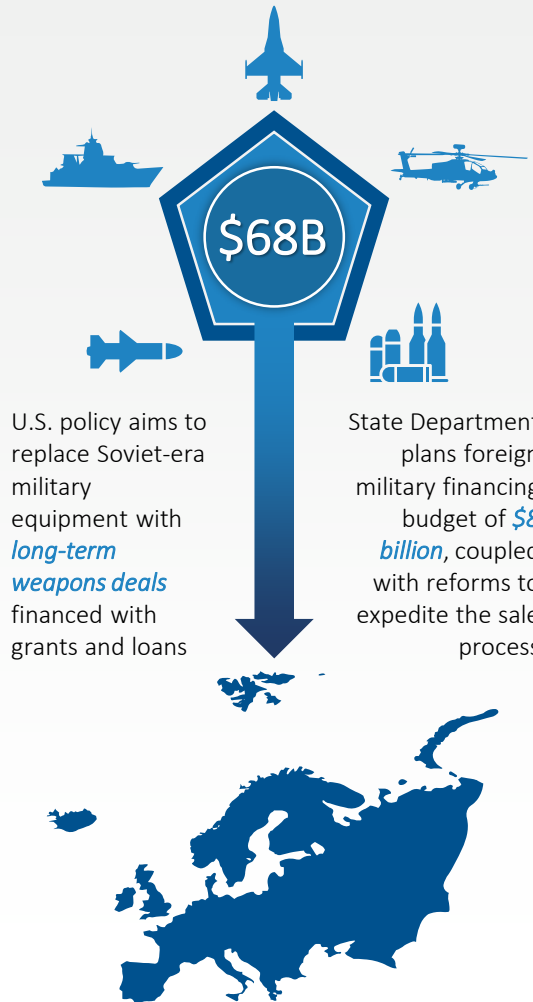 $68B
U.S. policy aims to
replace Soviet-era
military
equipment with
long-term
weapons deals
financed with
grants and loans
State Department
plans foreign
military financing
budget of $8
billion, coupled
with reforms to
expedite the sale
process